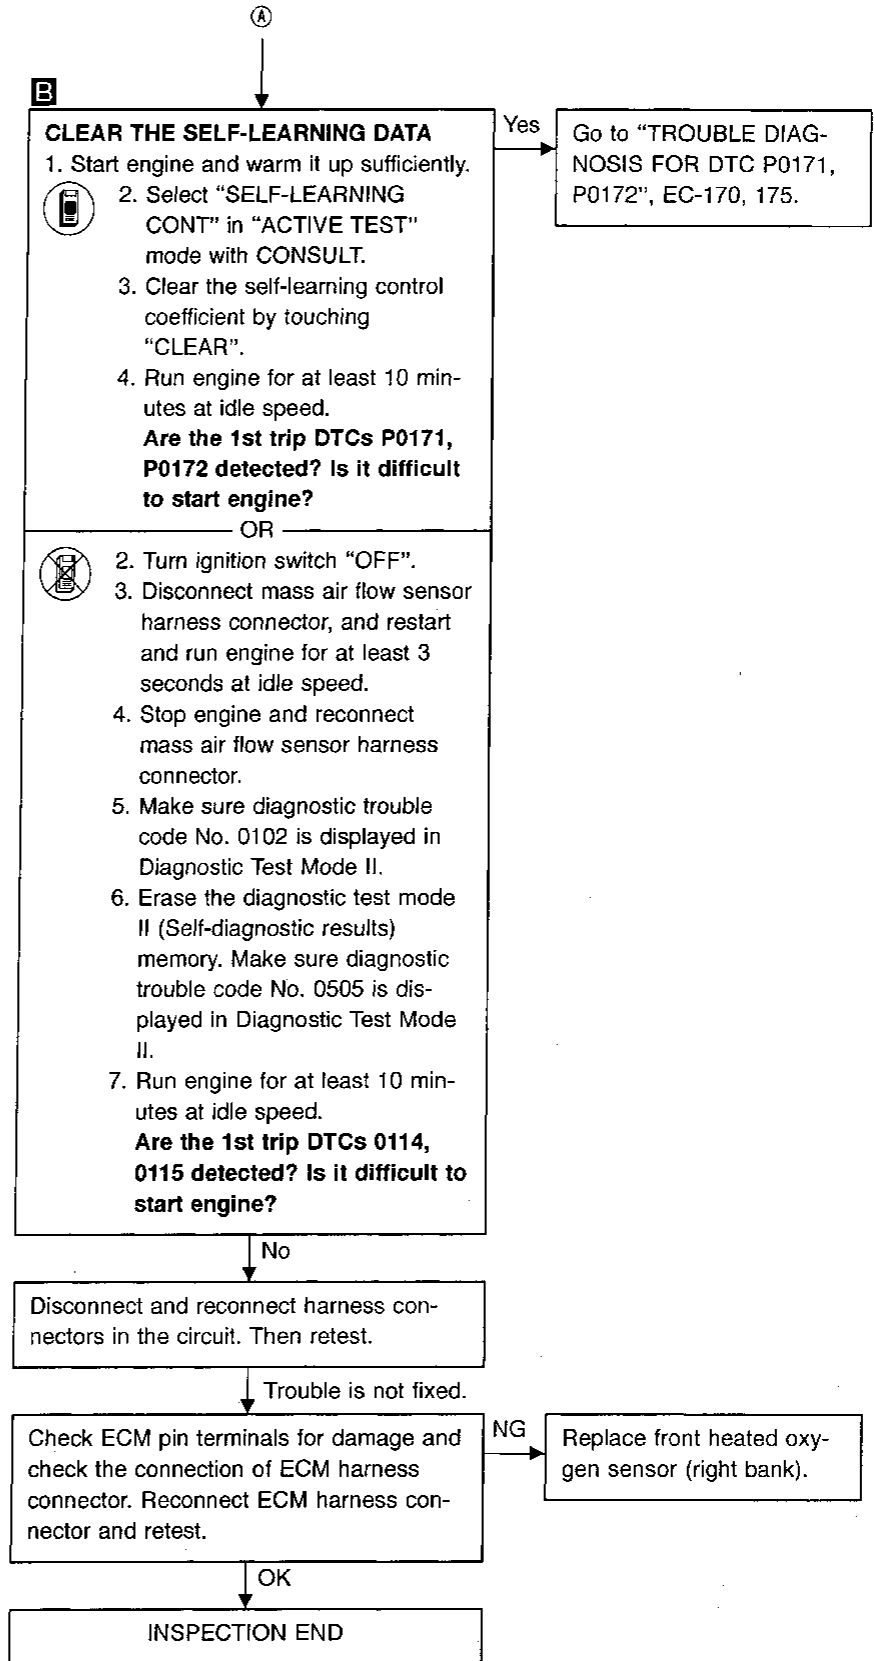 Ⓐ
B
CLEAR THE SELF-LEARNING DATA
1. Start engine and warm it up sufficiently.
2. Select “SELF-LEARNING
CONT” in “ACTIVE TEST”
mode with CONSULT.
3. Clear the self-learning control
coefficient by touching
“CLEAR”.
4. Run engine for at least 10 min-
utes at idle speed.
Are the 1st trip DTCs P0171,
P0172 detected? Is it difficult
to start engine?
Yes
Go to “TROUBLE DIAG-
NOSIS FOR DTC P0171,
P0172”, EC-170, 175.
OR
2. Turn ignition switch “OFF”.
3. Disconnect mass air flow sensor
harness connector, and restart
and run engine for at least 3
seconds at idle speed.
4. Stop engine and reconnect
mass air flow sensor harness
connector.
5. Make sure diagnostic trouble
code No. 0102 is displayed in
Diagnostic Test Mode II.
6. Erase the diagnostic test mode
II (Self-diagnostic results)
memory. Make sure diagnostic
trouble code No. 0505 is dis-
played in Diagnostic Test Mode
II.
7. Run engine for at least 10 min-
utes at idle speed.
Are the 1st trip DTCs 0114,
0115 detected? Is it difficult to
start engine?
No
Disconnect and reconnect harness con-
nectors in the circuit. Then retest.
Trouble is not fixed.
Check ECM pin terminals for damage and
check the connection of ECM harness
connector. Reconnect ECM harness con-
nector and retest.
NG
Replace front heated oxy-
gen sensor (right bank).
OK
INSPECTION END